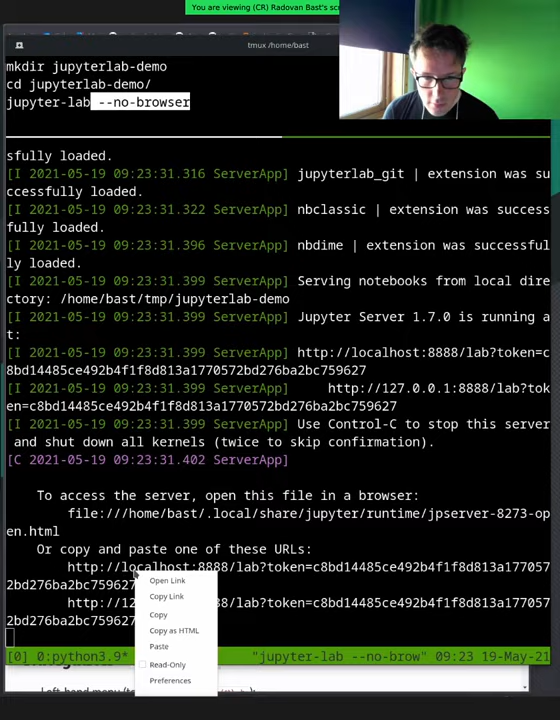 You are viewing (CR) Radovan Bast's scr
tmux /home/bast
mkdir jupyterlab-demo
cd jupyterlab-demo/
jupyter-lab --no-browser
sfully loaded.
[I 2021-05-19 09:23:31.316 ServerApp] jupyterlab_git | extension was su
ccessfully loaded.
[I 2021-05-19 09:23:31.322 ServerApp] nbclassic | extension was success
fully loaded.
[I 2021-05-19 09:23:31.396 ServerApp] nbdime | extension was successful
ly loaded.
[I 2021-05-19 09:23:31.399 ServerApp] Serving notebooks from local dire
ctory: /home/bast/tmp/jupyterlab-demo
[I 2021-05-19 09:23:31.399 ServerApp] Jupyter Server 1.7.0 is running a
t:
[I 2021-05-19 09:23:31.399 ServerApp] http://localhost:8888/lab?token=c
8bd14485ce492b4f1f8d813a1770572bd276ba2bc759627
[I 2021-05-19 09:23:31.399 ServerApp]     http://127.0.0.1:8888/lab?tok
en=c8bd14485ce492b4f1f8d813a1770572bd276ba2bc759627
[I 2021-05-19 09:23:31.399 ServerApp] Use Control-C to stop this server
 and shut down all kernels (twice to skip confirmation).
[C 2021-05-19 09:23:31.402 ServerApp]
To access the server, open this file in a browser:
file:///home/bast/.local/share/jupyter/runtime/jpserver-8273-op
en.html
Or copy and paste one of these URLs:
http://localhost:8888/lab?token=c8bd14485ce492b4f1f8d813a177057
2bd276ba2bc759627
http://12
0.0.1:8888/lab?token=c8bd14485ce492b4f1f8d813a177057
2bd276ba2bc759627
Open Link
Copy Link
Copy
Copy as HTML
Paste
Read-Only
Preferences
[0] 0:python3.9*
"jupyter-lab --no-brow" 09:23 19-May-21
Left-hand menu